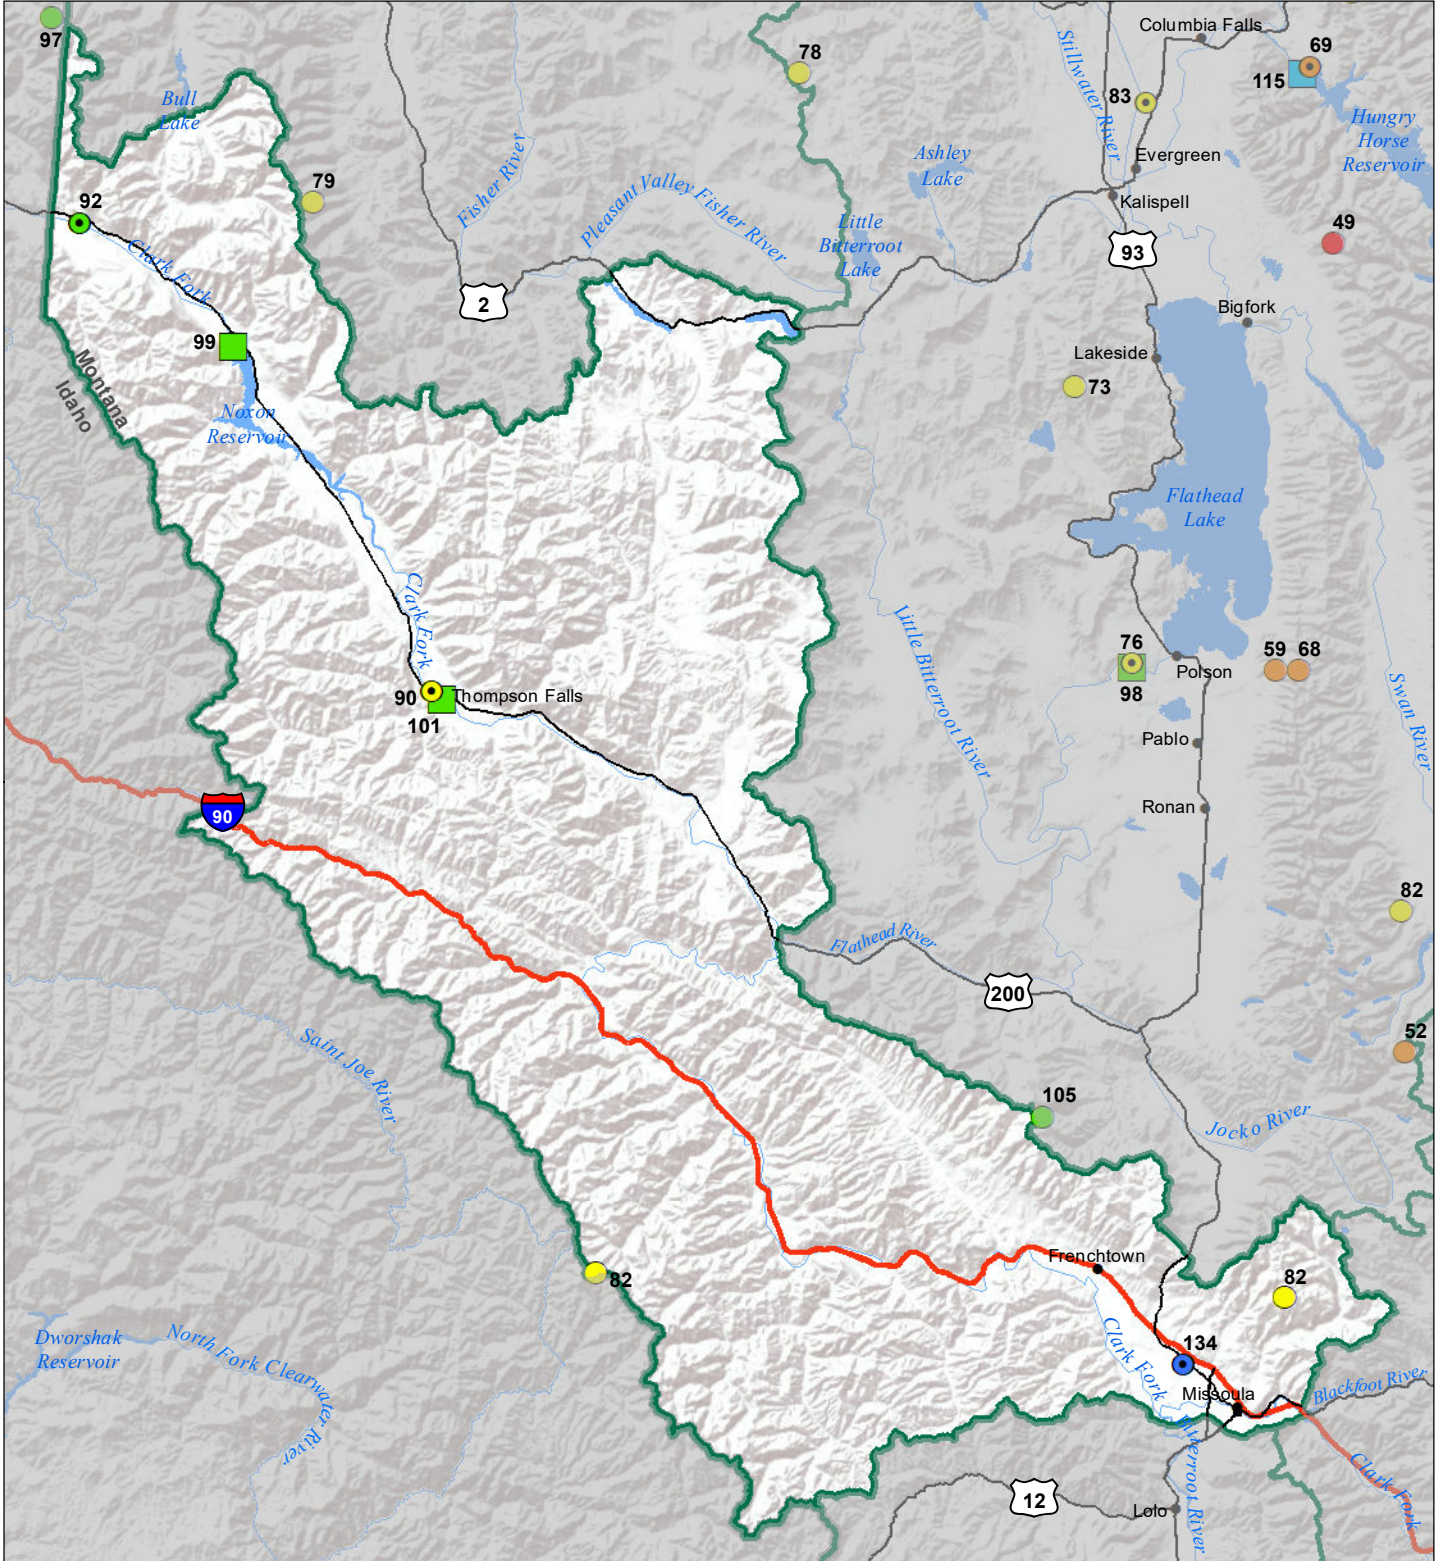 97
Bull
Lake
78
Columbia Falls
69
115
83
Stillwater River
Hungry
Horse
Reservoir
Evergreen
Ashley
Lake
Fisher River
Pleasant Valley Fisher River
79
92
Kalispell
Little
Bitterroot
Lake
49
93
Clark Fork
2
Bigfork
99
Lakeside
73
Montana
Idaho
Noxon
Reservoir
Flathead
Lake
Clark Fork
Little Bitterroot River
76
98
Polson
59
68
Swan River
90
Thompson Falls
101
Pablo
Ronan
90
82
Flathead River
200
Saint Joe River
52
105
Jocko River
Frenchtown
82
82
134
Dworshak
Reservoir
North Fork Clearwater
River
Clark Fork
Missoula
Blackfoot River
Bitterroot River
Clark Fork
12
Lolo